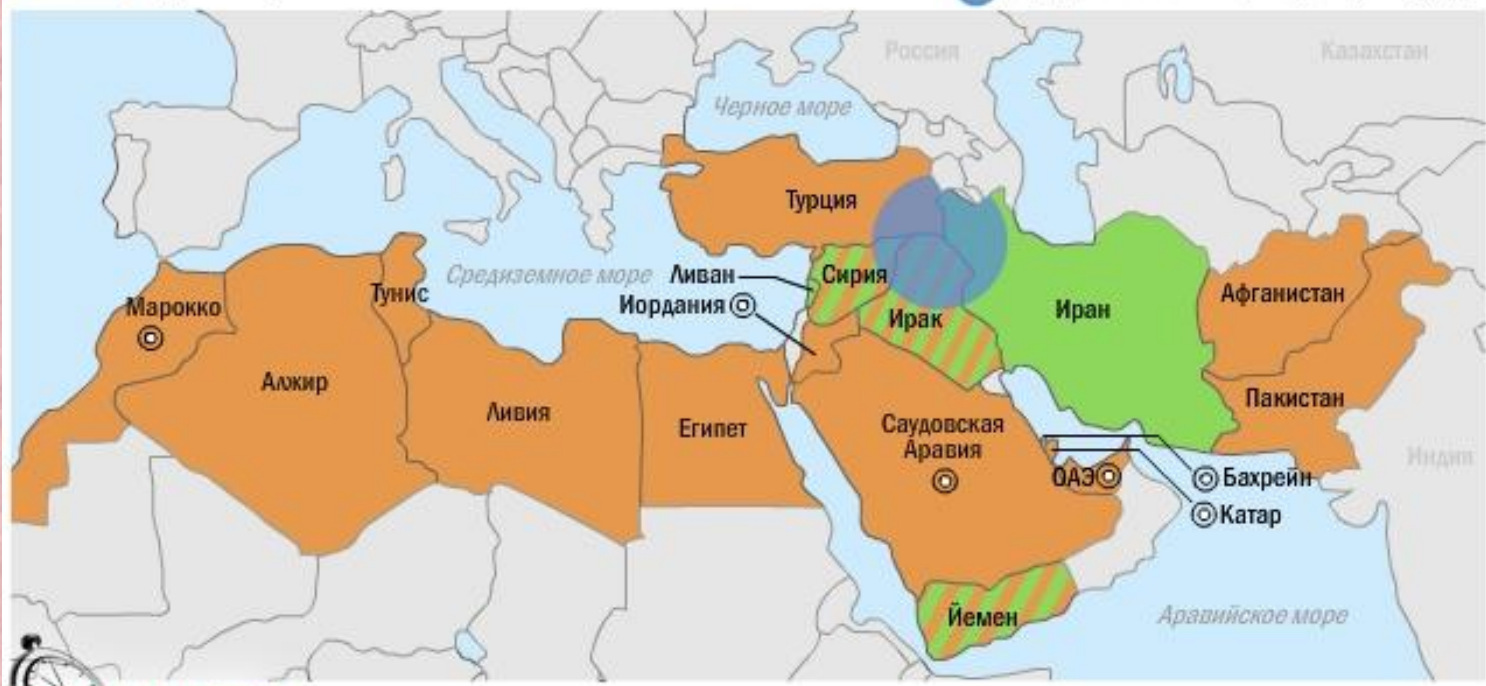 Россия
Казахстан
Черное море
Турция
Средиземное море
Ливан
Сирия
Иордания
Ирак
Иран
Афганистан
Марокко
Тунис
Алжир
Ливия
Египет
Саудовская
Аравия
ОАЭ
Пакистан
Индия
Бахрейн
Катар
Йемен
Аравийское море